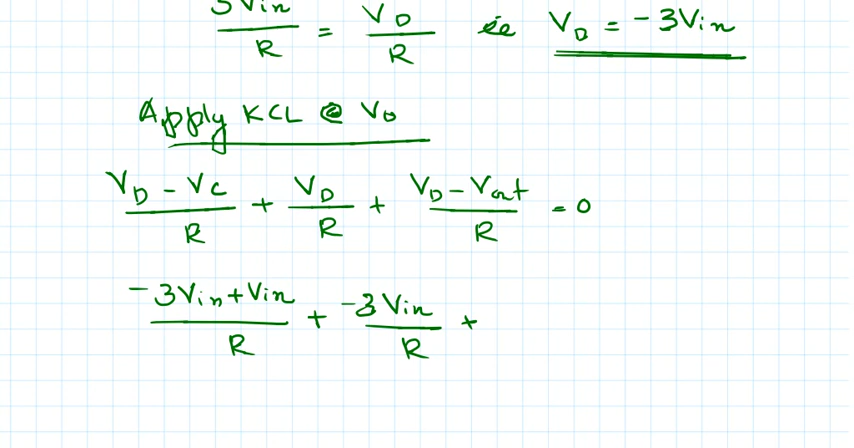 3Vin/R = VD/R ie VD = -3Vin
Apply KCL @ VD
VD - VC/R + VD/R + VD - Vout/R = 0
-3Vin + Vin/R + -3Vin/R +